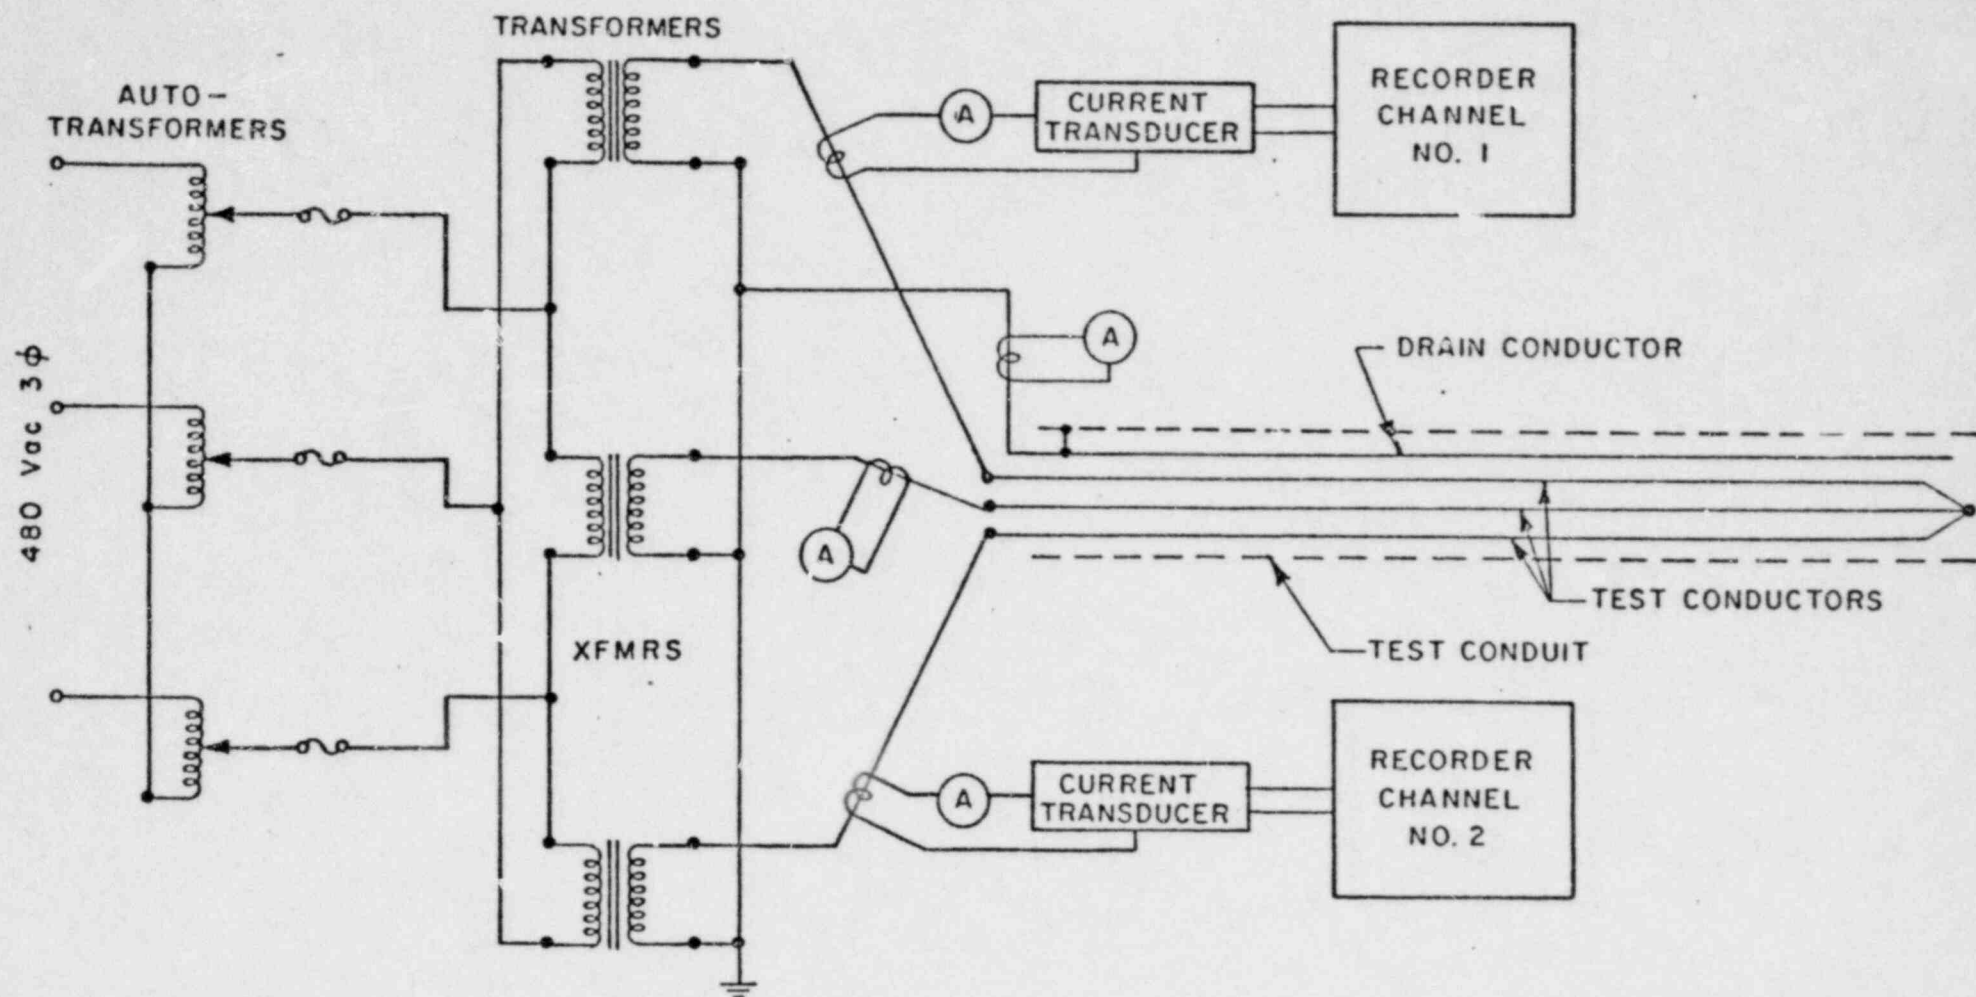 TRANSFORMERS
AUTO-
TRANSFORMERS
480 Vac 3ϕ
A
CURRENT
TRANSDUCER
RECORDER
CHANNEL
NO. 1
A
DRAIN CONDUCTOR
A
TEST CONDUCTORS
TEST CONDUIT
XFMRS
A
CURRENT
TRANSDUCER
RECORDER
CHANNEL
NO. 2